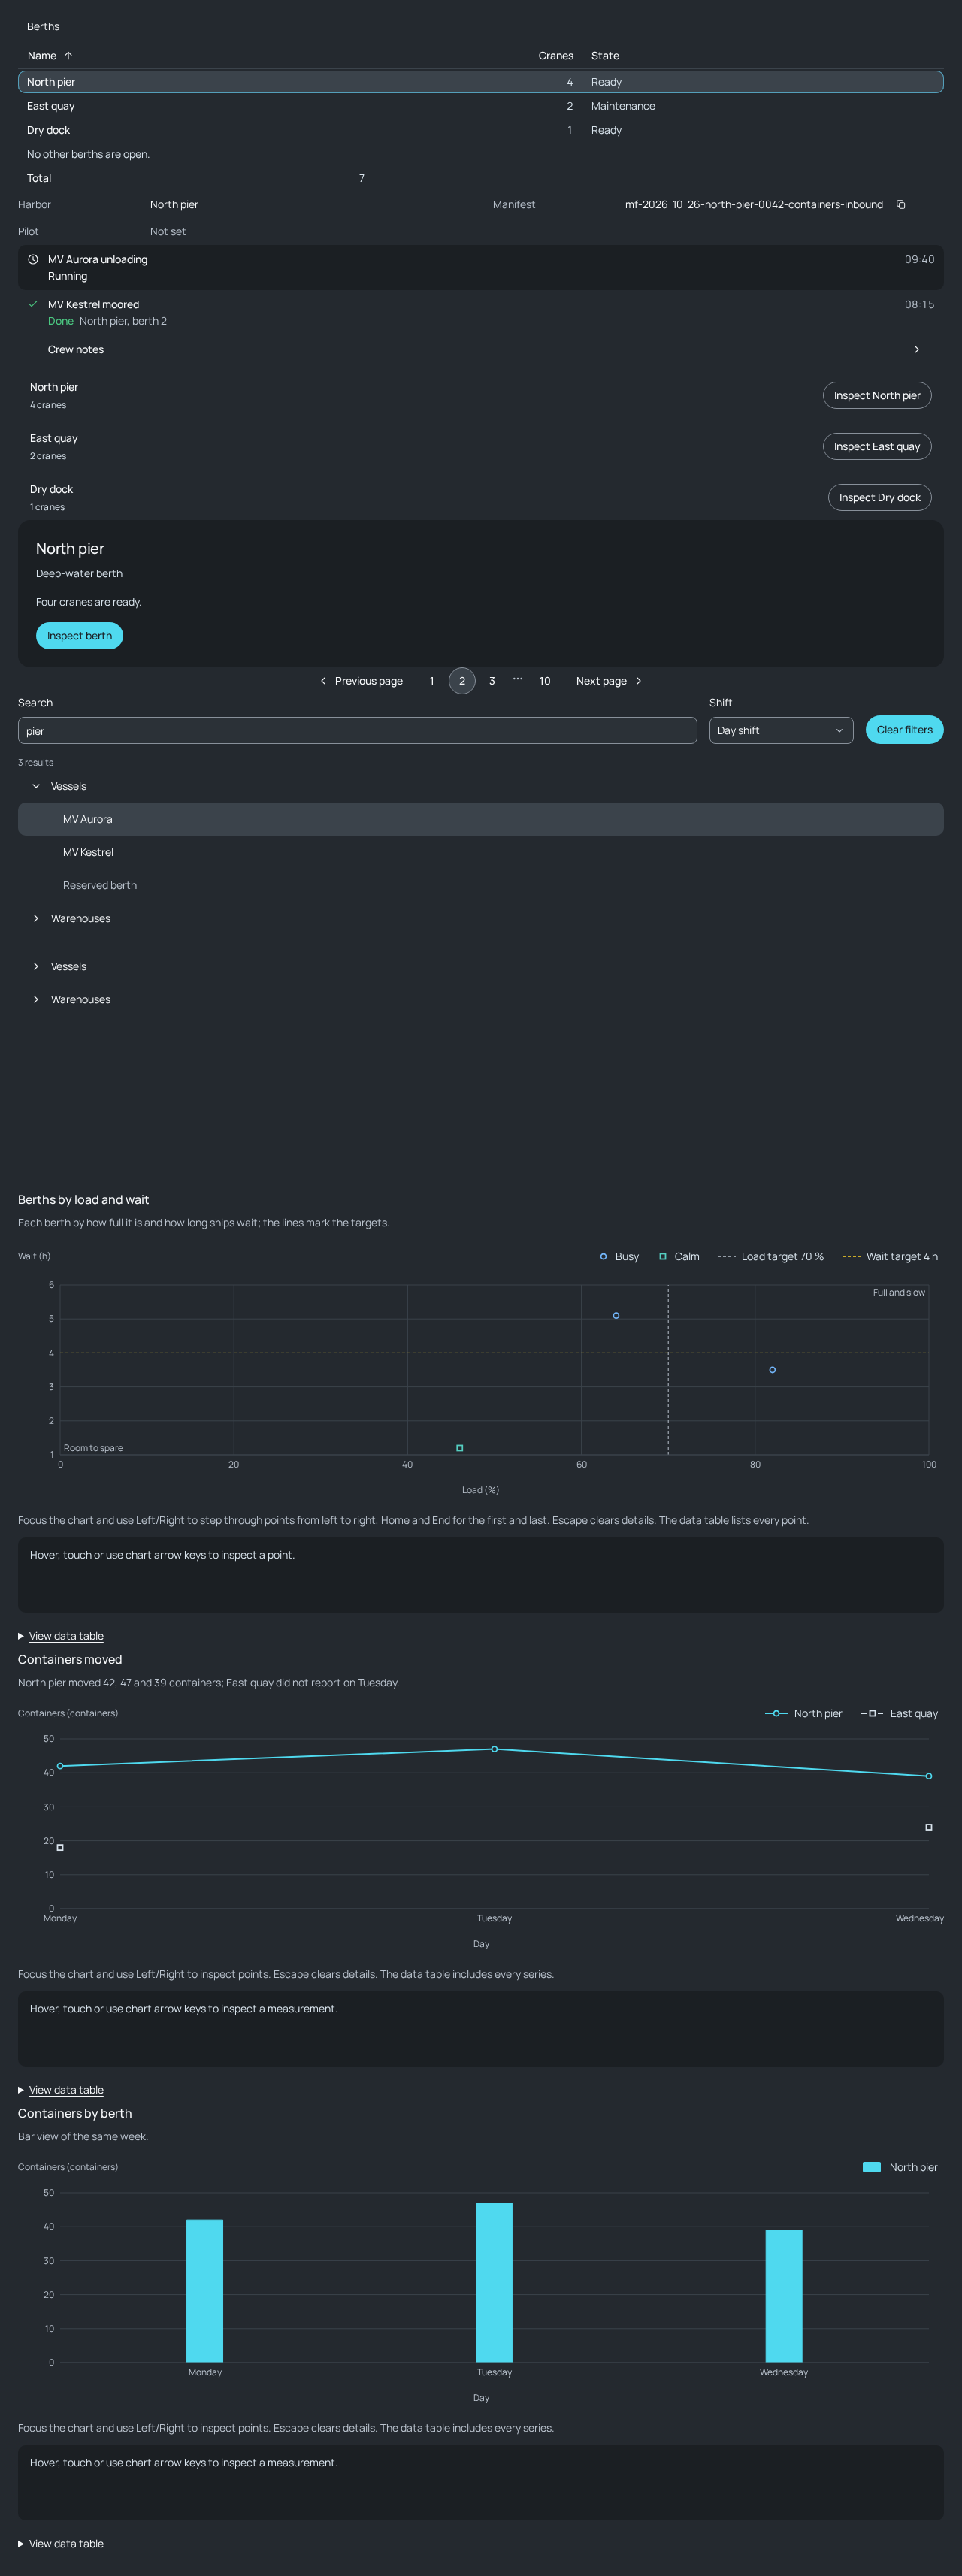 Berths
Name Cranes State
North pier 4 Ready
East quay 2 Maintenance
Dry dock 1 Ready
No other berths are open.
Total 7
Harbor North pier Manifest mf-2026-10-26-north-pier-0042-containers-inbound
Pilot Not set
MV Aurora unloading 09:40
Running
MV Kestrel moored 08:15
Done North pier, berth 2
Crew notes
North pier
4 cranes
Inspect North pier
East quay
2 cranes
Inspect East quay
Dry dock
1 cranes
Inspect Dry dock
North pier
Deep-water berth
Four cranes are ready.
Inspect berth
Previous page 1 2 3 ... 10 Next page
Search Shift
pier Day shift Clear filters
3 results
Vessels
MV Aurora
MV Kestrel
Reserved berth
Warehouses
Vessels
Warehouses
Berths by load and wait
Each berth by how full it is and how long ships wait; the lines mark the targets.
Wait (h) Busy Calm Load target 70 % Wait target 4 h
6
Full and slow
5
4
3
2
Room to spare
1
0 20 40 60 80 100
Load (%)
Focus the chart and use Left/Right to step through points from left to right, Home and End for the first and last. Escape clears details. The data table lists every point.
Hover, touch or use chart arrow keys to inspect a point.
View data table
Containers moved
North pier moved 42, 47 and 39 containers; East quay did not report on Tuesday.
Containers (containers) North pier East quay
50
40
30
20
10
0
Monday Tuesday Wednesday
Day
Focus the chart and use Left/Right to inspect points. Escape clears details. The data table includes every series.
Hover, touch or use chart arrow keys to inspect a measurement.
View data table
Containers by berth
Bar view of the same week.
Containers (containers) North pier
50
40
30
20
10
0
Monday Tuesday Wednesday
Day
Focus the chart and use Left/Right to inspect points. Escape clears details. The data table includes every series.
Hover, touch or use chart arrow keys to inspect a measurement.
View data table